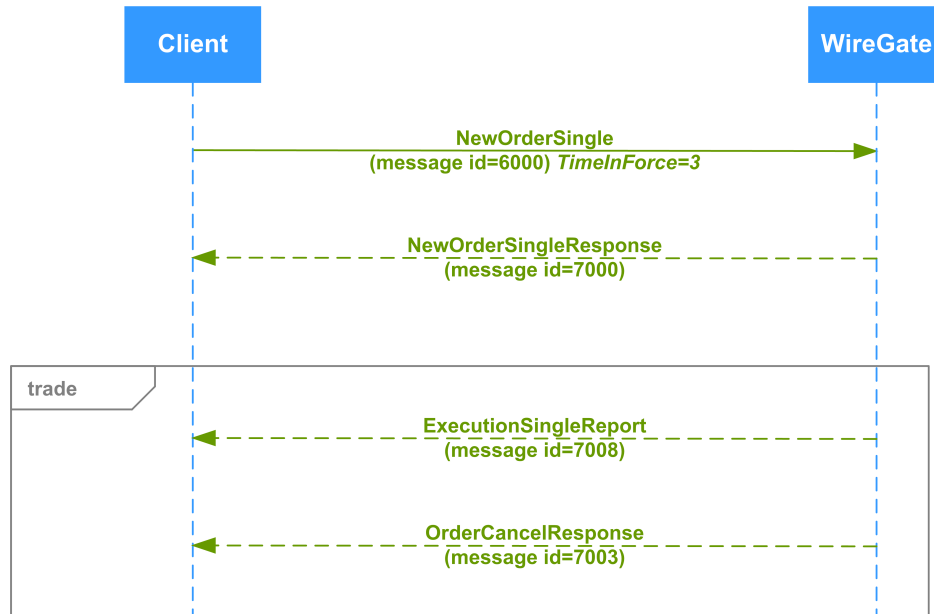 Client
WireGate
NewOrderSingle
(message id=6000) TimeInForce=3
NewOrderSingleResponse
(message id=7000)
trade
ExecutionSingleReport
(message id=7008)
OrderCancelResponse
(message id=7003)